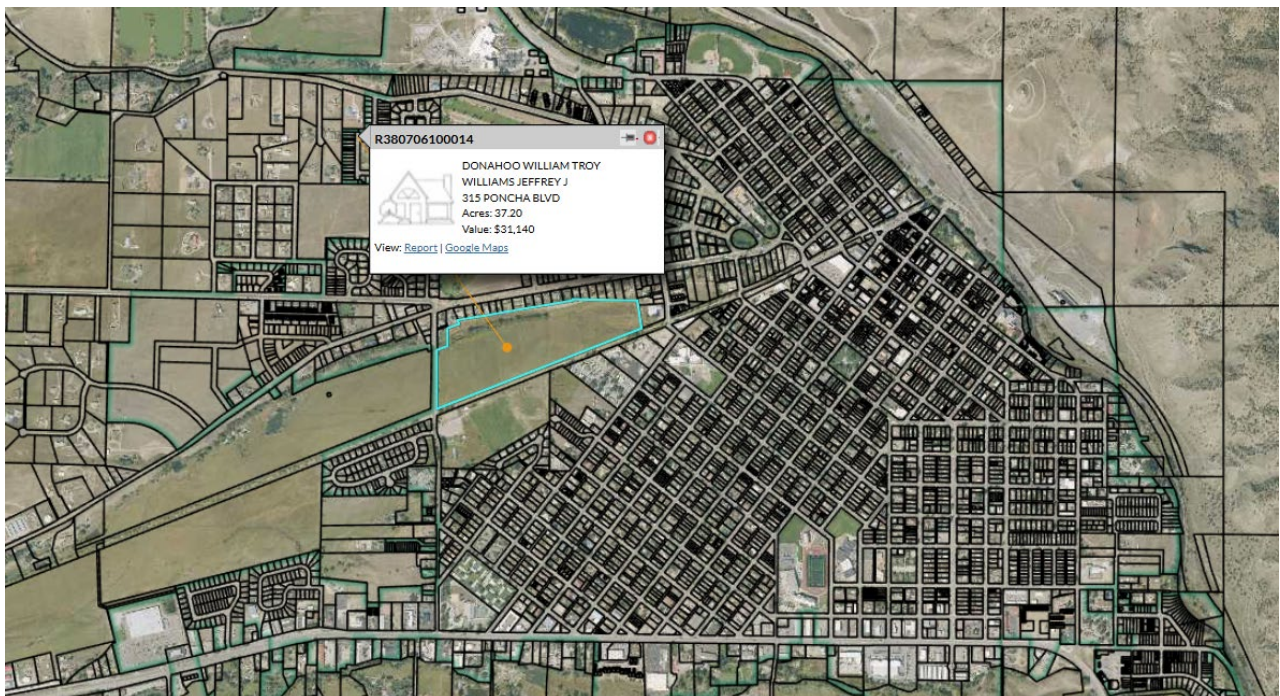 R380706100014
DONAHOO WILLIAM TROY
WILLIAMS JEFFREY J
315 PONCHA BLVD
Acres: 37.20
Value: $31,140
View: Report | Google Maps